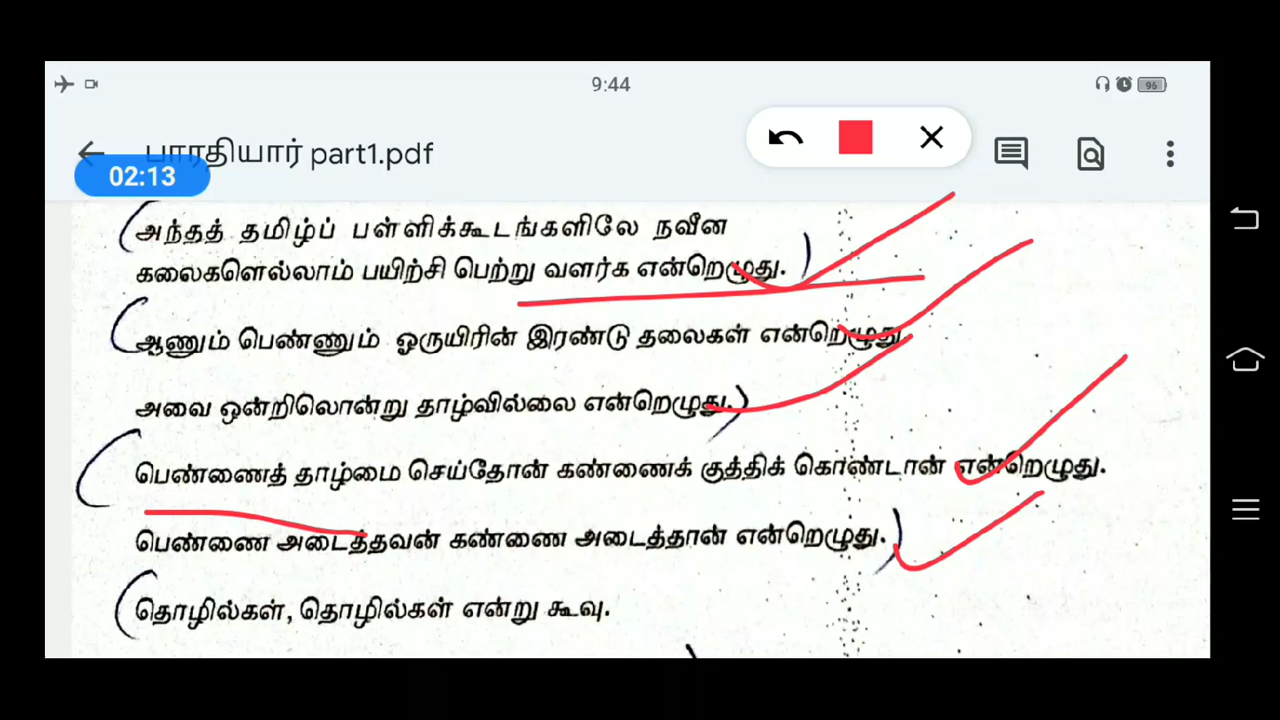 9:44
96
பாரதியார் part1.pdf
02:13
அந்தத் தமிழ்ப் பள்ளிக்கூடங்களிலே நவீன
கலைகளெல்லாம் பயிற்சி பெற்று வளர்க என்றெழுது.
ஆணும் பெண்ணும் ஓருயிரின் இரண்டு தலைகள் என்றெழுது.
அவை ஒன்றிலொன்று தாழ்வில்லை என்றெழுது.
பெண்ணைத் தாழ்மை செய்தோன் கண்ணைக் குத்திக் கொண்டான் என்றெழுது.
பெண்ணை அடைத்தவன் கண்ணை அடைத்தான் என்றெழுது.
தொழில்கள், தொழில்கள் என்று கூவு.